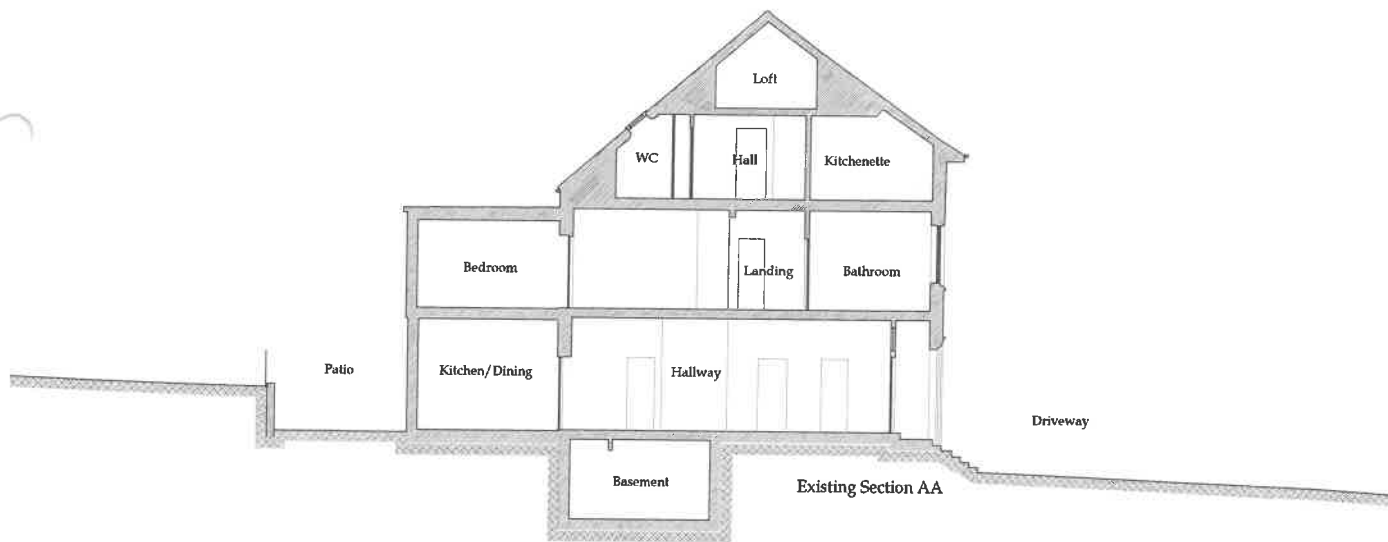 Loft
WC
Hall
Kitchenette
Bedroom
Landing
Bathroom
Patio
Kitchen/Dining
Hallway
Driveway
Basement
Existing Section AA